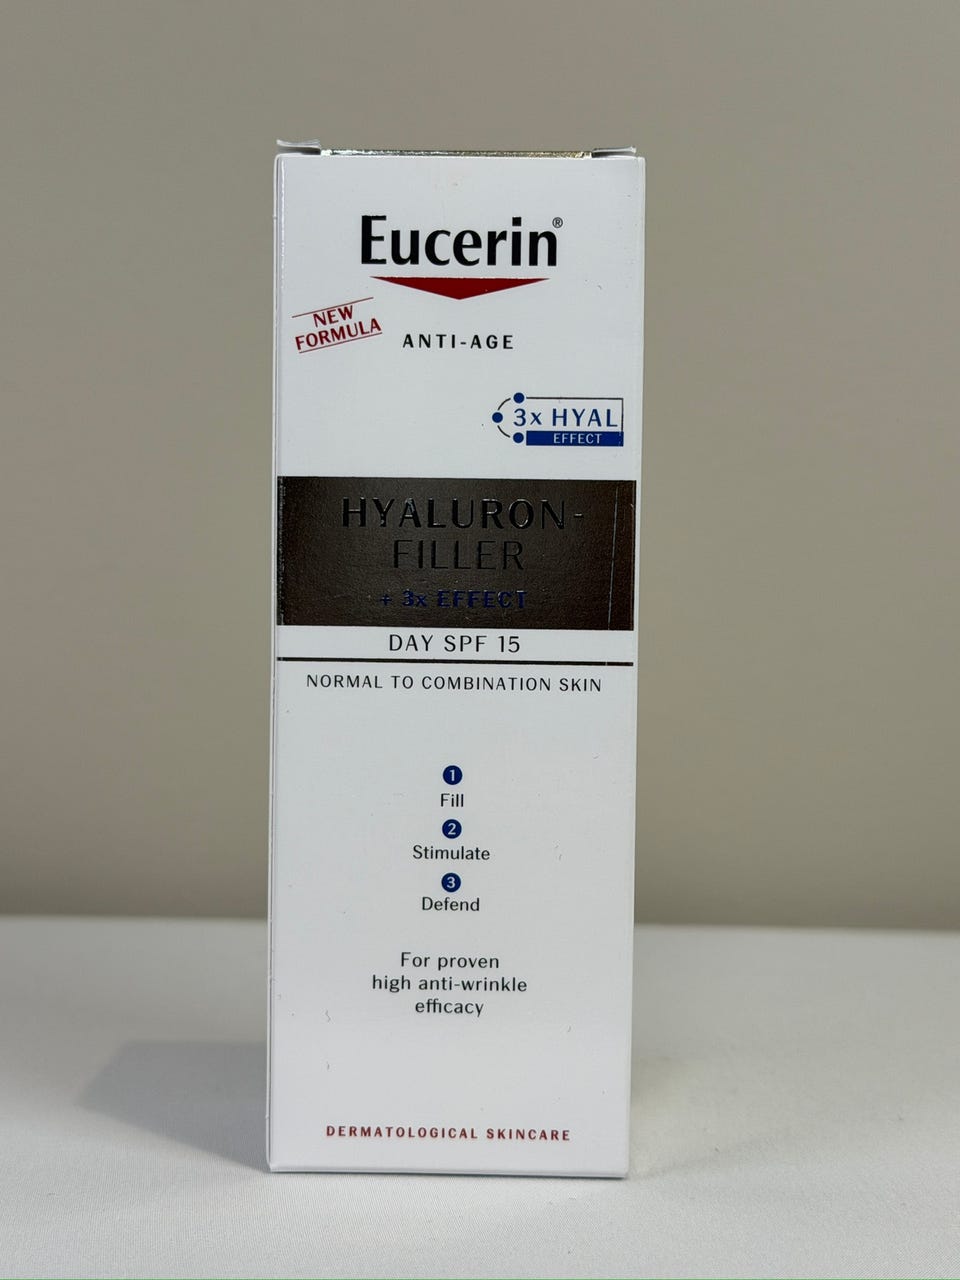 Eucerin®
NEW
FORMULA
ANTI-AGE
3x HYAL
EFFECT
HYALURON-
FILLER
+ 3x EFFECT
DAY SPF 15
NORMAL TO COMBINATION SKIN
1
Fill
2
Stimulate
3
Defend
For proven
high anti-wrinkle
efficacy
DERMATOLOGICAL SKINCARE